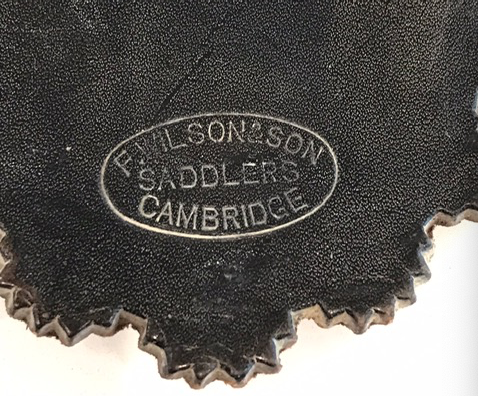 F. WILSON & SON
SADDLERS
CAMBRIDGE